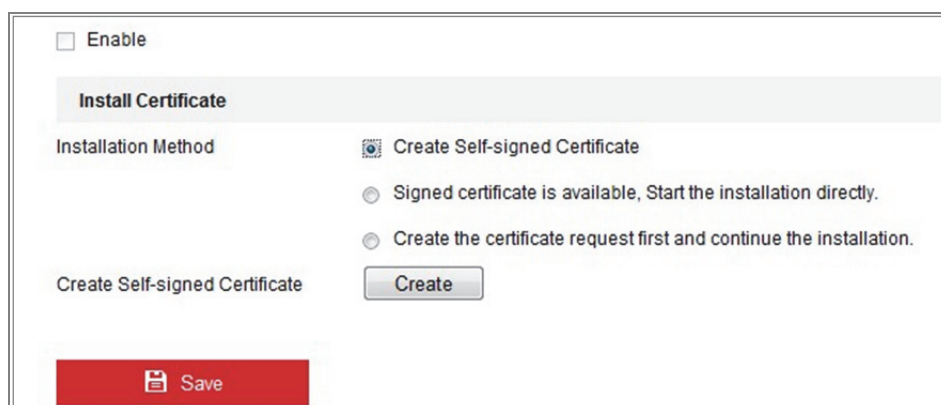 Enable
Install Certificate
Installation Method
Create Self-signed Certificate
Signed certificate is available, Start the installation directly.
Create the certificate request first and continue the installation.
Create Self-signed Certificate
Create
Save